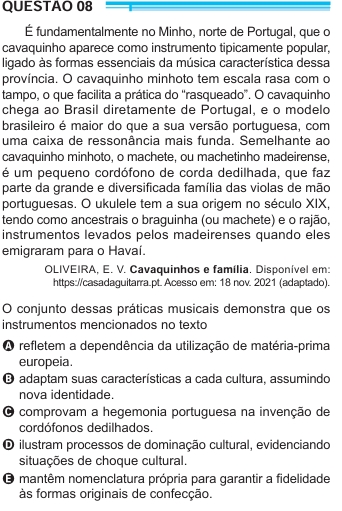 QUESTÃO 08
É fundamentalmente no Minho, norte de Portugal, que o
cavaquinho aparece como instrumento tipicamente popular,
ligado às formas essenciais da música característica dessa
província. O cavaquinho minhoto tem escala rasa com o
tampo, o que facilita a prática do “rasqueado”. O cavaquinho
chega ao Brasil diretamente de Portugal, e o modelo
brasileiro é maior do que a sua versão portuguesa, com
uma caixa de ressonância mais funda. Semelhante ao
cavaquinho minhoto, o machete, ou machetinho madeirense,
é um pequeno cordófono de corda dedilhada, que faz
parte da grande e diversificada família das violas de mão
portuguesas. O ukulele tem a sua origem no século XIX,
tendo como ancestrais o braguinha (ou machete) e o rajão,
instrumentos levados pelos madeirenses quando eles
emigraram para o Havaí.
OLIVEIRA, E. V. Cavaquinhos e família. Disponível em:
https://casadaguitarra.pt. Acesso em: 18 nov. 2021 (adaptado).
O conjunto dessas práticas musicais demonstra que os
instrumentos mencionados no texto
A refletem a dependência da utilização de matéria-prima
europeia.
B adaptam suas características a cada cultura, assumindo
nova identidade.
C comprovam a hegemonia portuguesa na invenção de
cordófonos dedilhados.
D ilustram processos de dominação cultural, evidenciando
situações de choque cultural.
E mantêm nomenclatura própria para garantir a fidelidade
às formas originais de confecção.